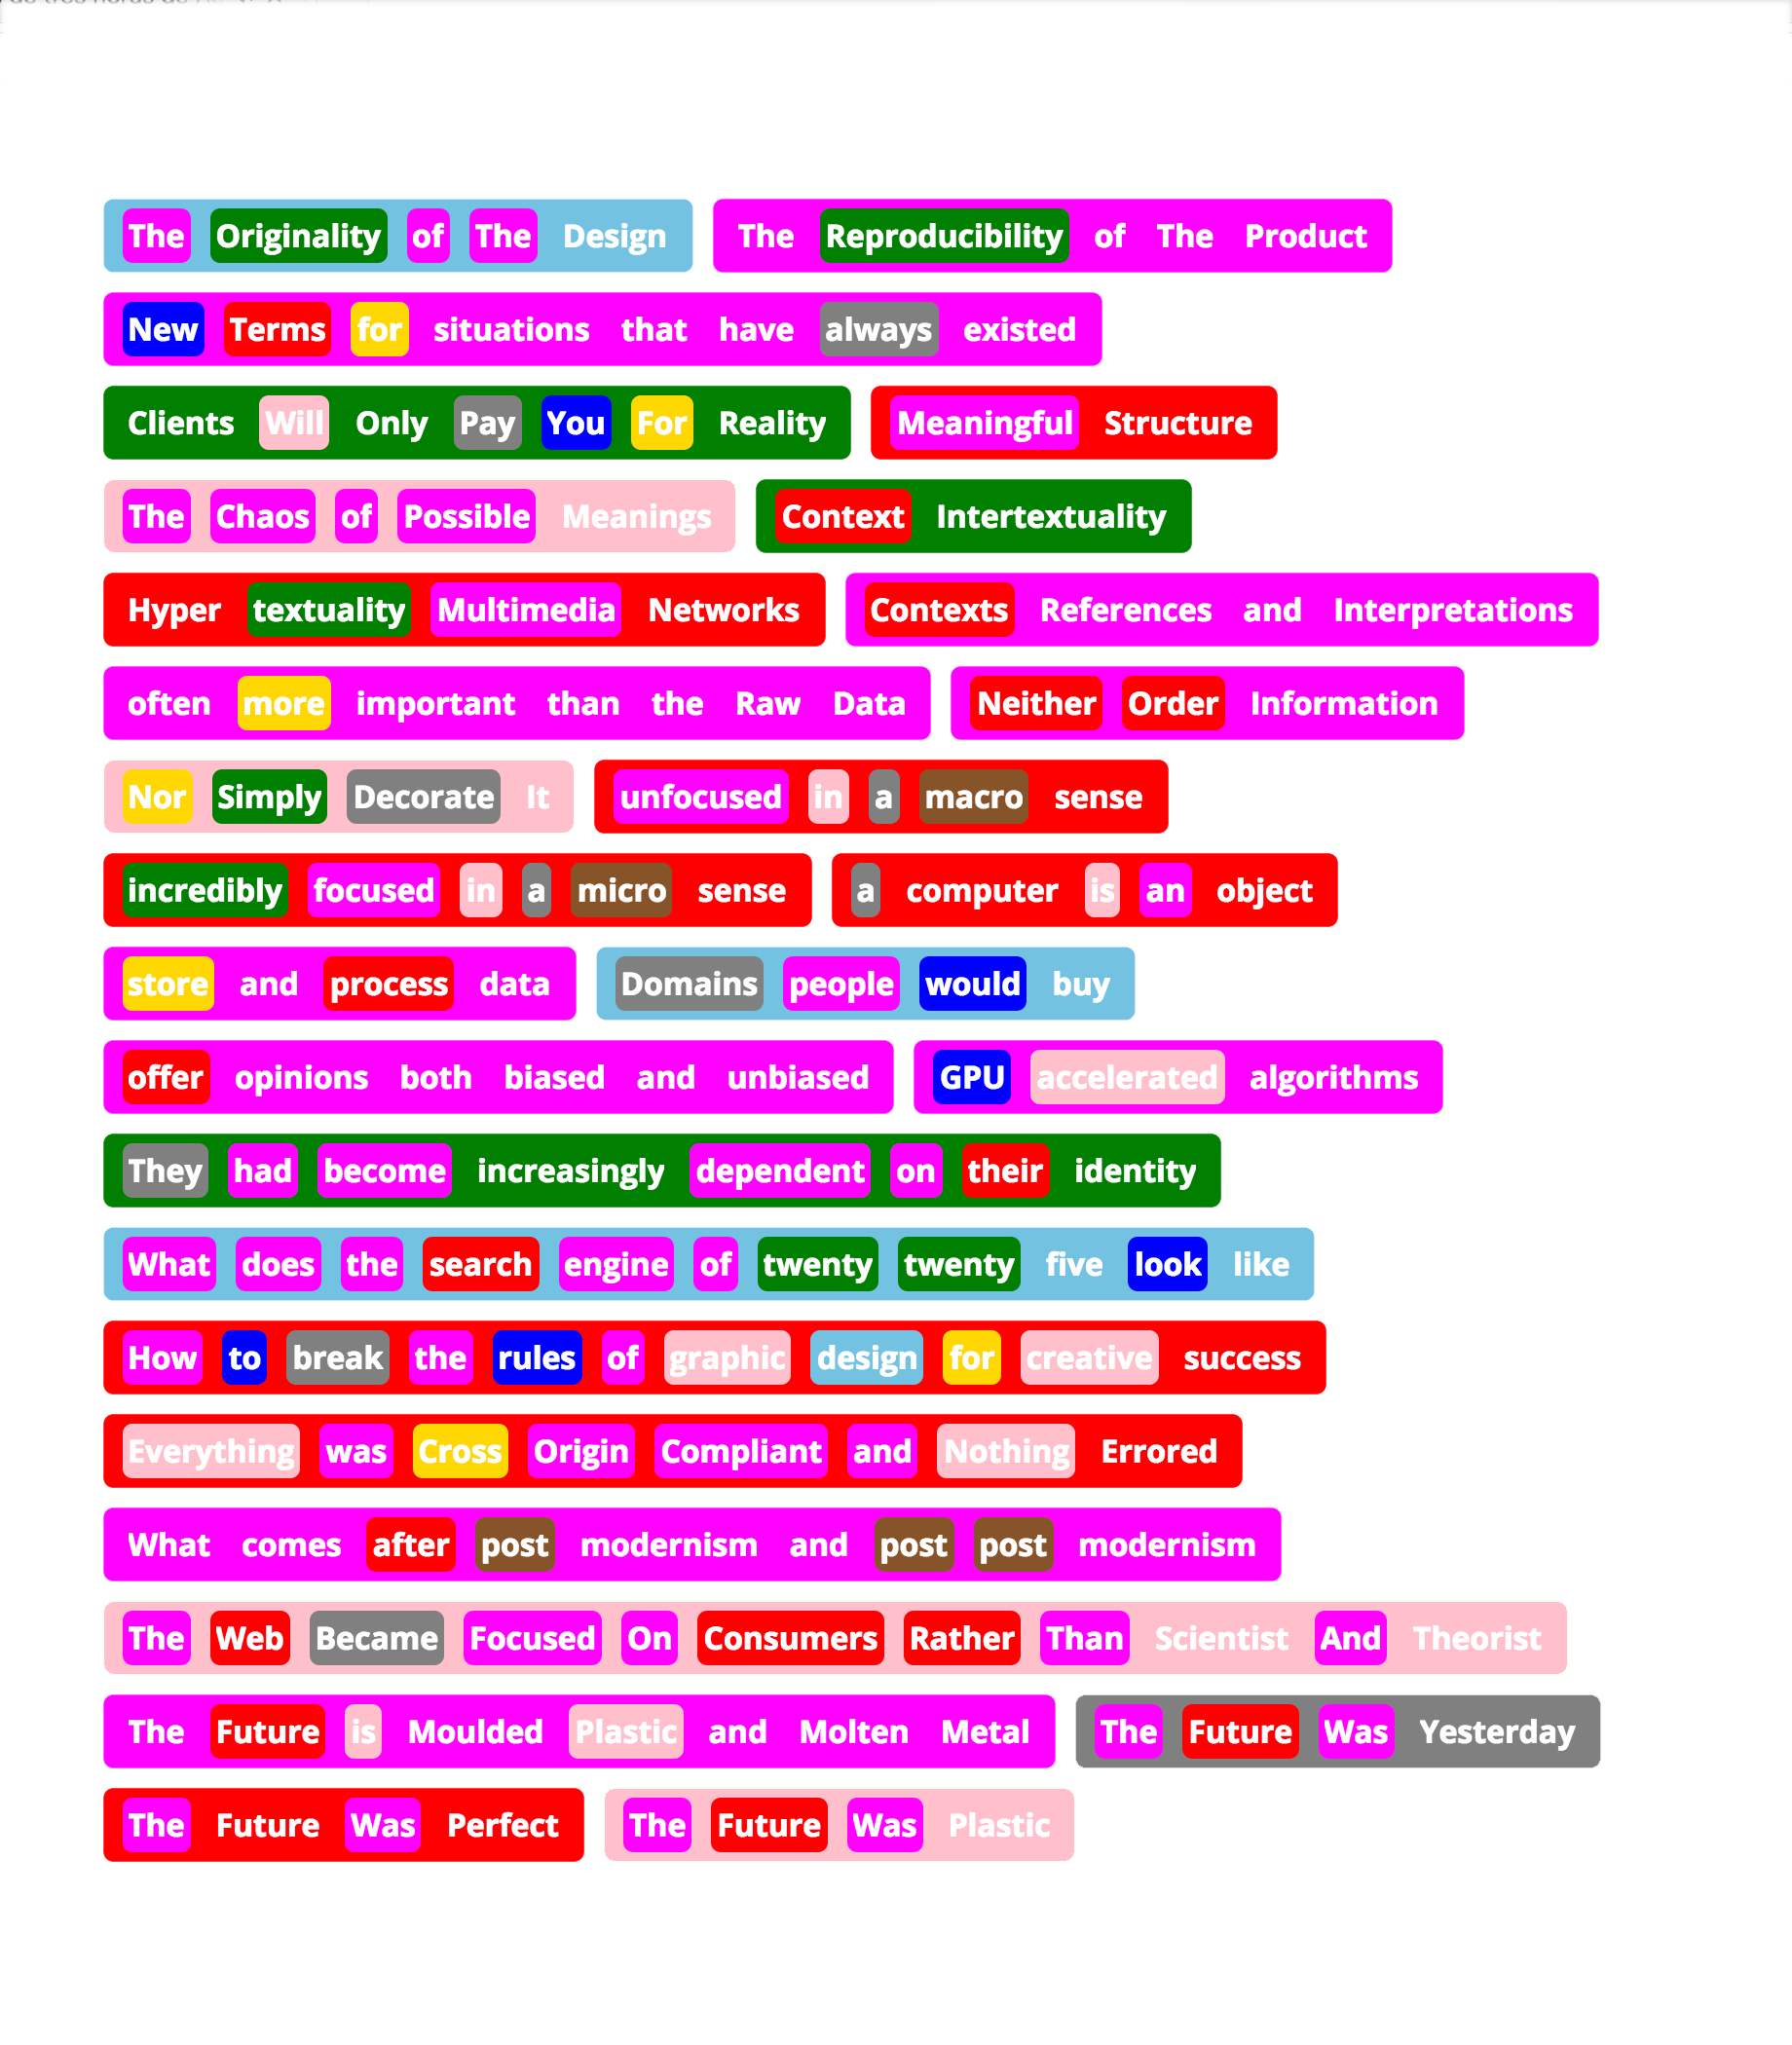 The Originality of The Design The Reproducibility of The Product
New Terms for situations that have always existed
Clients Will Only Pay You For Reality Meaningful Structure
The Chaos of Possible Meanings Context Intertextuality
Hyper textuality Multimedia Networks Contexts References and Interpretations
often more important than the Raw Data Neither Order Information
Nor Simply Decorate It unfocused in a macro sense
incredibly focused in a micro sense a computer is an object
store and process data Domains people would buy
offer opinions both biased and unbiased GPU accelerated algorithms
They had become increasingly dependent on their identity
What does the search engine of twenty twenty five look like
How to break the rules of graphic design for creative success
Everything was Cross Origin Compliant and Nothing Errored
What comes after post modernism and post post modernism
The Web Became Focused On Consumers Rather Than Scientist And Theorist
The Future is Moulded Plastic and Molten Metal The Future Was Yesterday
The Future Was Perfect The Future Was Plastic